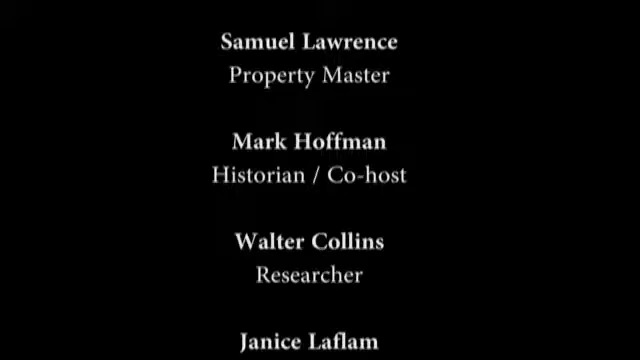 Samuel Lawrence
Property Master
Mark Hoffman
Historian / Co-host
Walter Collins
Researcher
Janice Laflam